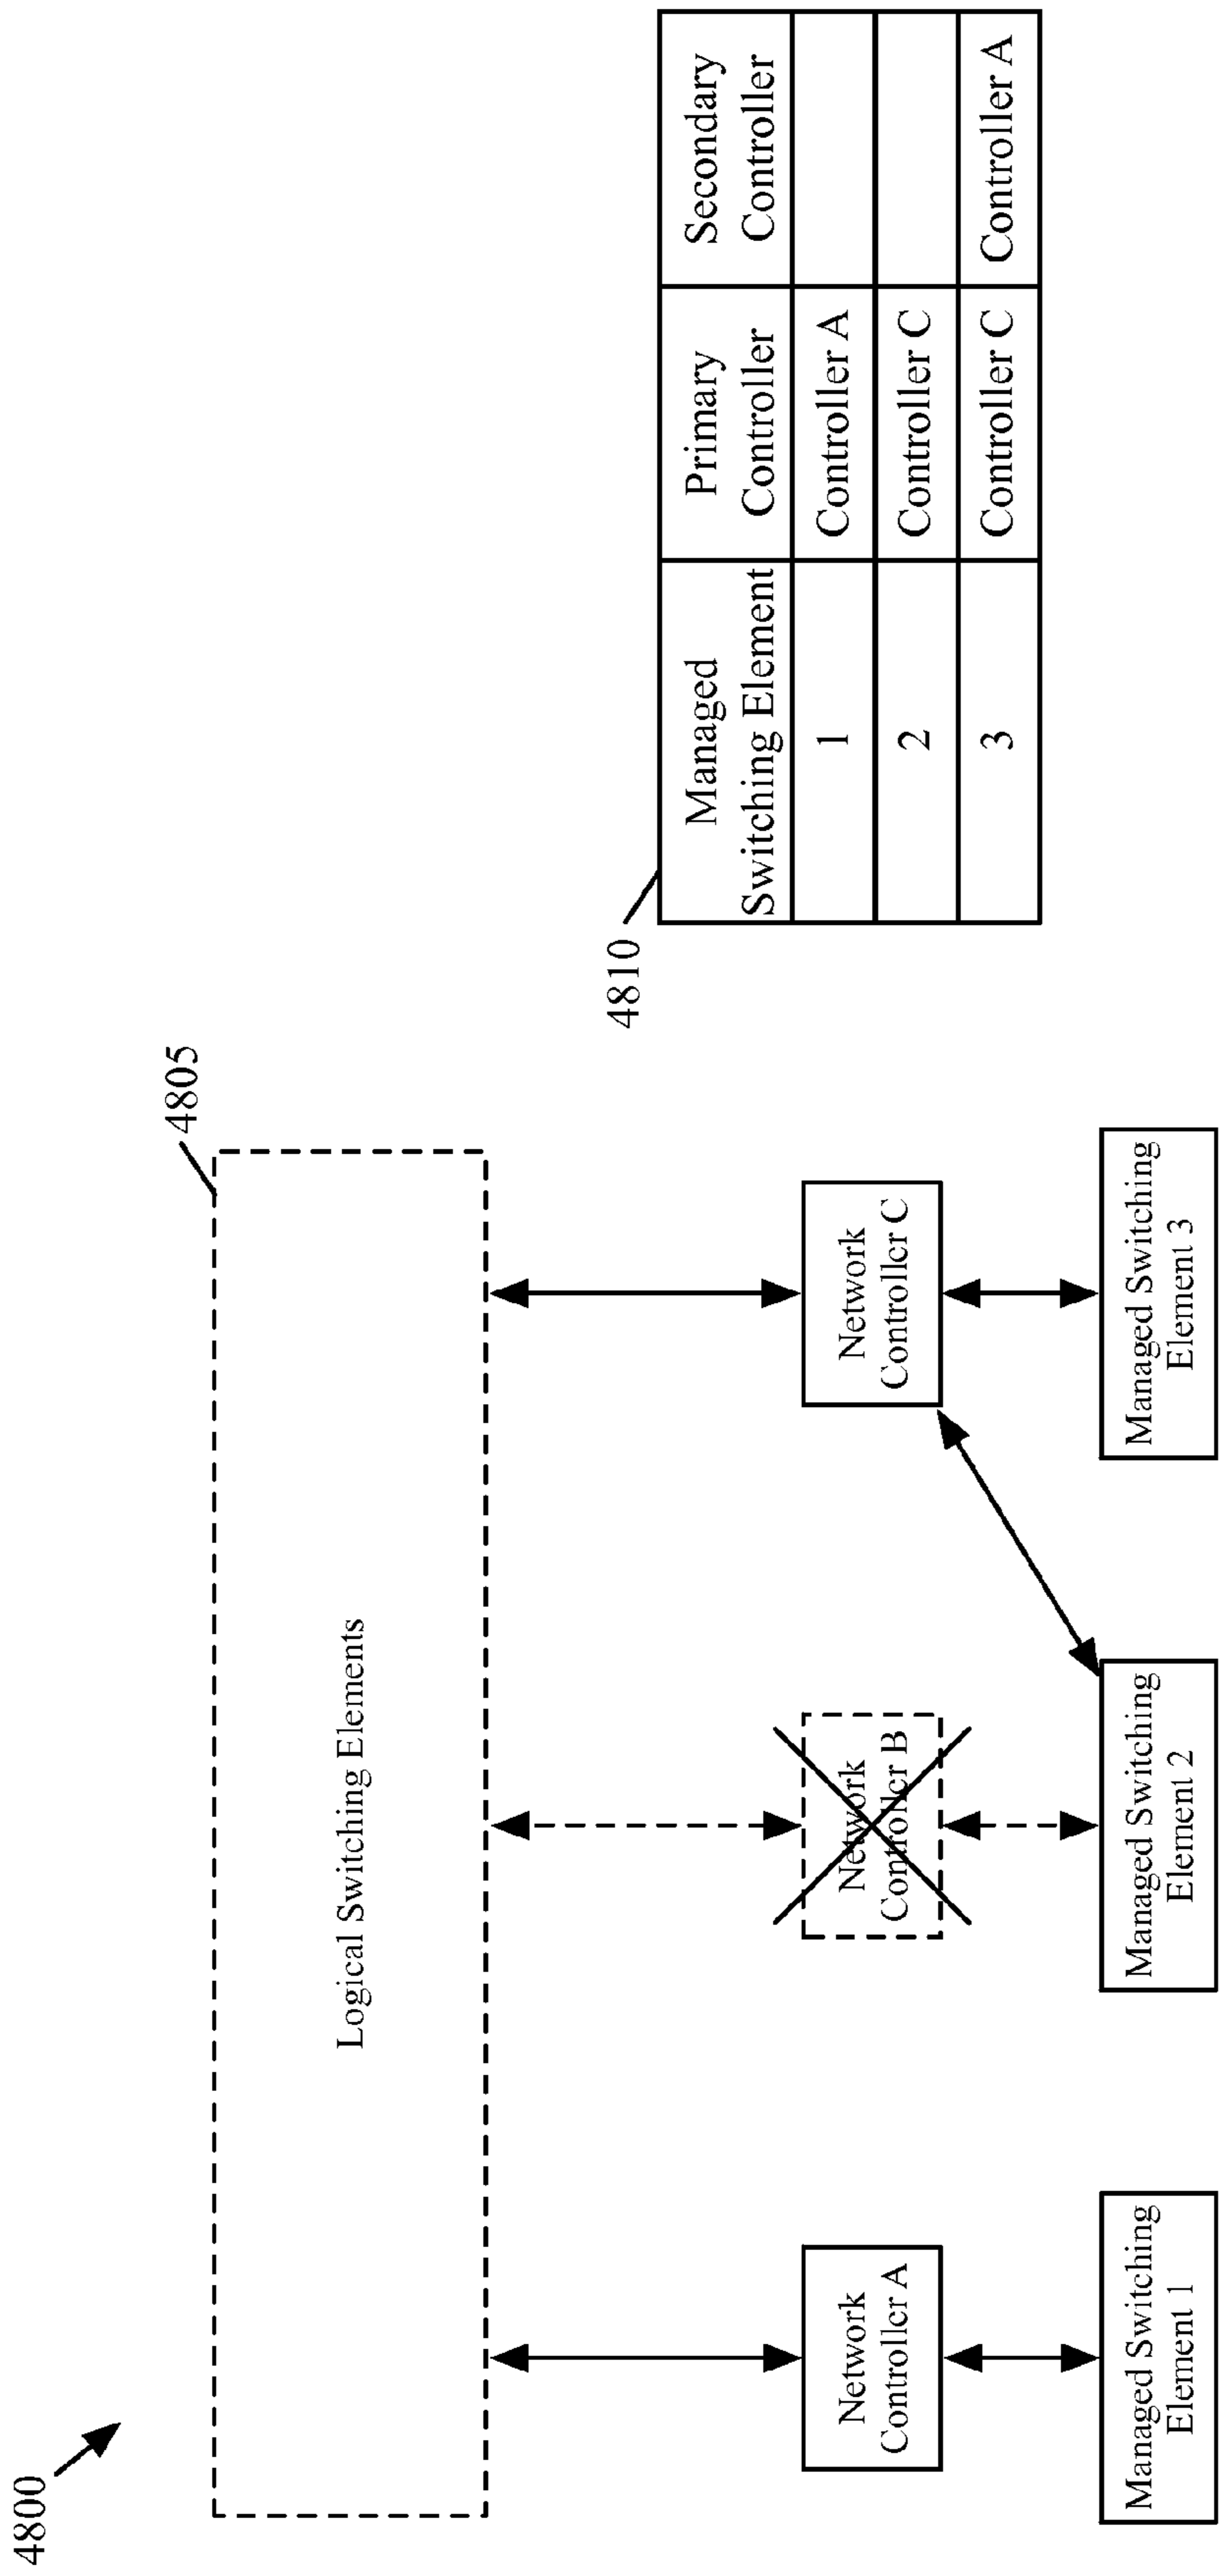 4800
4805
Logical Switching Elements
Network
Controller A
Network
Controller B
Network
Controller C
Managed Switching
Element 1
Managed Switching
Element 2
Managed Switching
Element 3
4810
Managed
Switching Element
Primary
Controller
Secondary
Controller
1
Controller A
2
Controller C
3
Controller C
Controller A